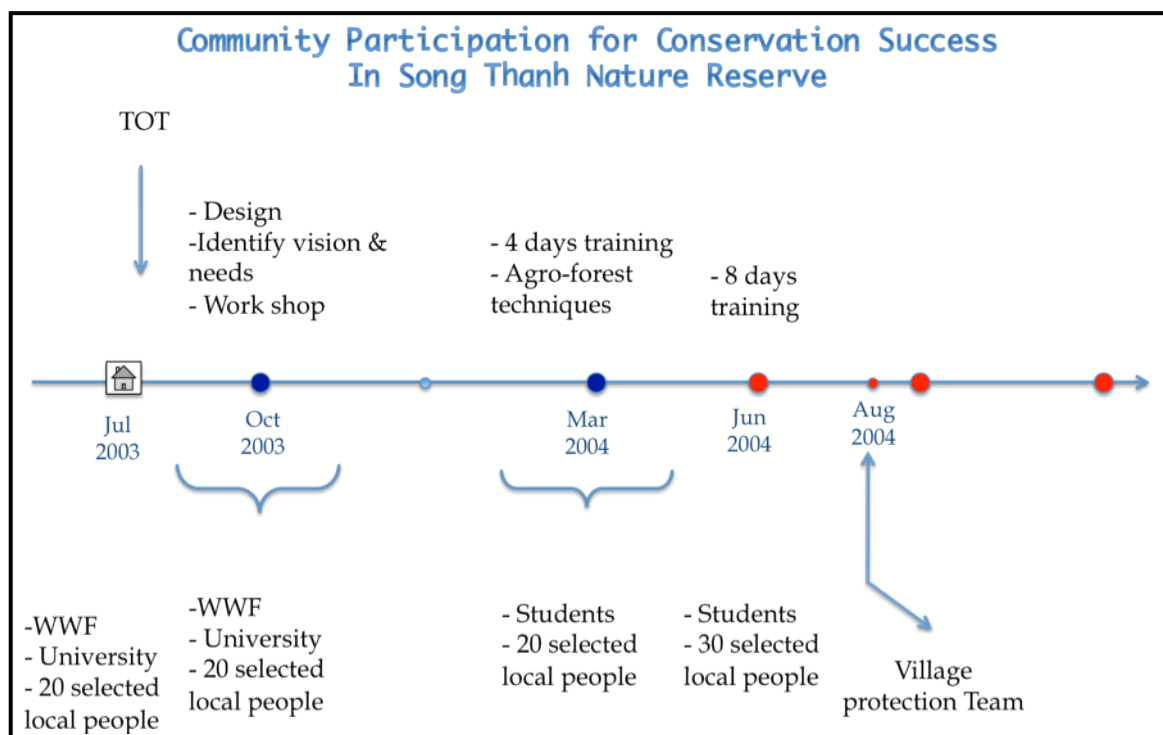 Community Participation for Conservation Success
In Song Thanh Nature Reserve
TOT
- Design
-Identify vision &
needs
- Work shop
- 4 days training
- Agro-forest
techniques
- 8 days
training
Jul
2003
Oct
2003
Mar
2004
Jun
2004
Aug
2004
-WWF
- University
- 20 selected
local people
-WWF
- University
- 20 selected
local people
- Students
- 20 selected
local people
- Students
- 30 selected
local people
Village
protection Team